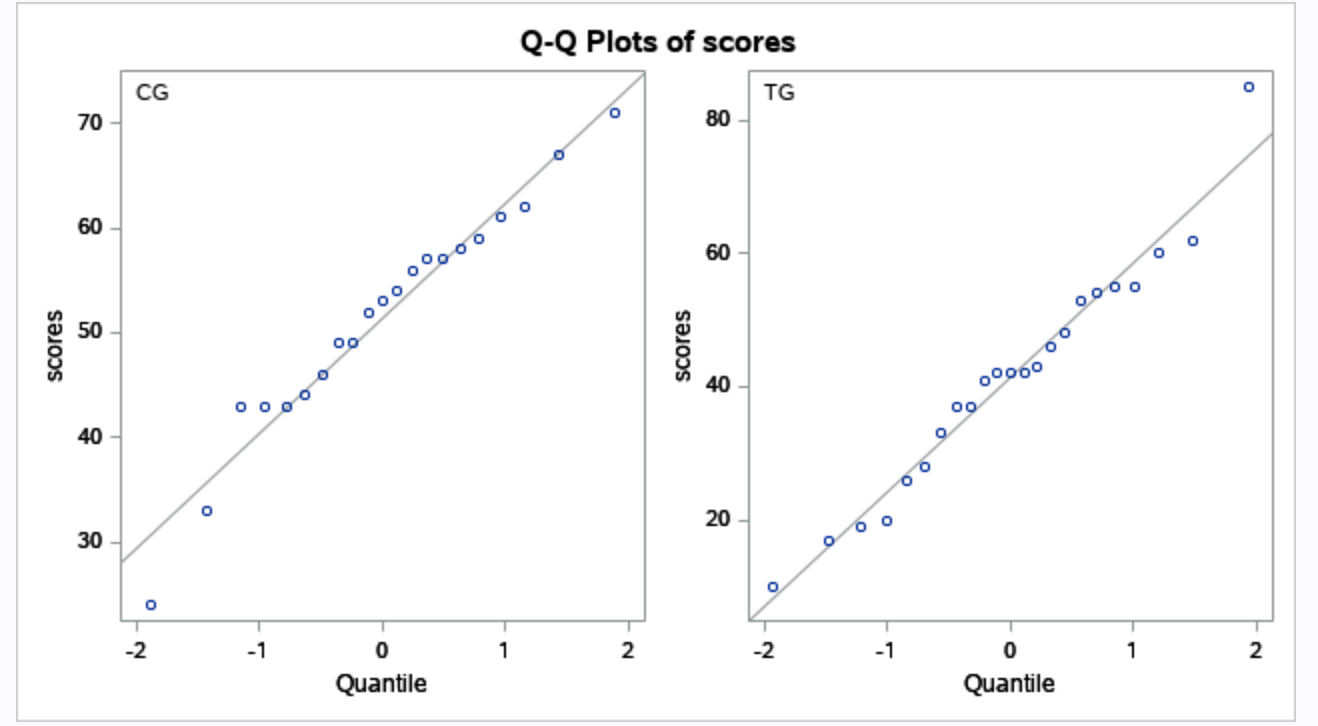 Q-Q Plots of scores
CG
70
60
50
40
30
scores
-2 -1 0 1 2
Quantile
TG
80
60
40
20
scores
-2 -1 0 1 2
Quantile